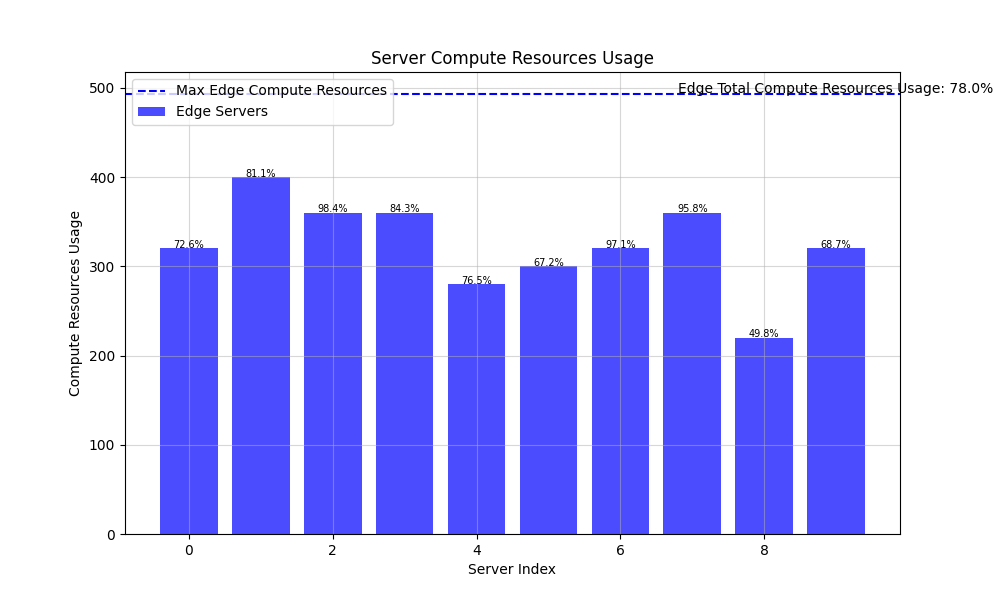 Server Compute Resources Usage
Max Edge Compute Resources
Edge Servers
Edge Total Compute Resources Usage: 78.0%
Compute Resources Usage
500
400
300
200
100
0
72.6%
81.1%
98.4%
84.3%
76.5%
67.2%
97.1%
95.8%
49.8%
68.7%
0 2 4 6 8
Server Index